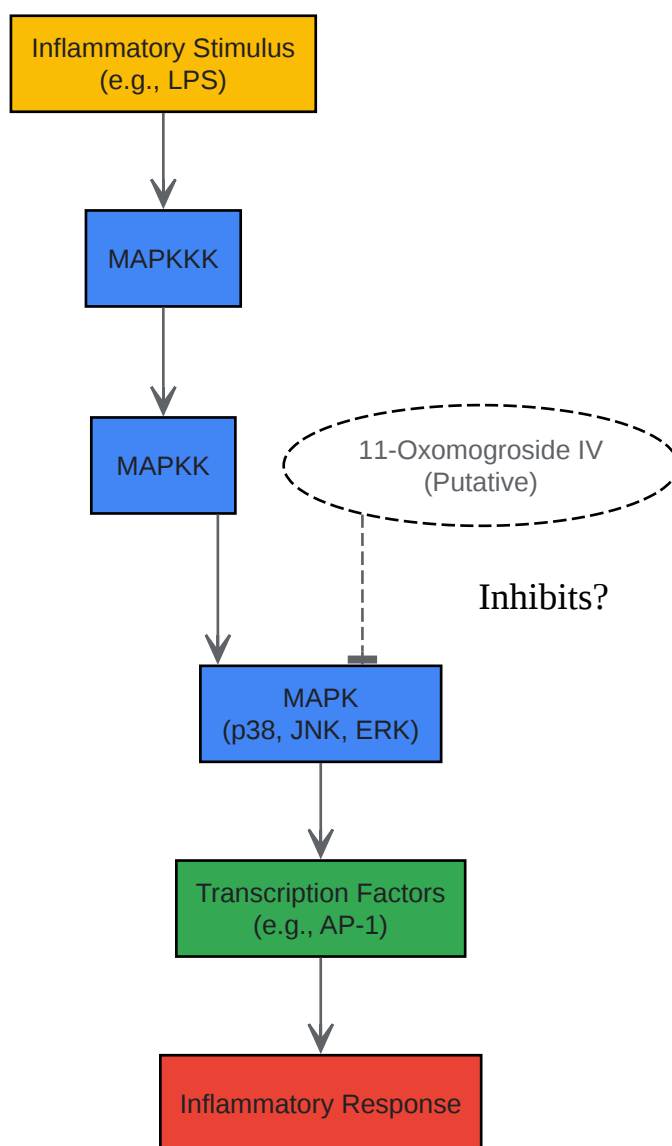 Inflammatory Stimulus
(e.g., LPS)
MAPKKK
MAPKK
11-Oxomogroside IV
(Putative)
Inhibits?
MAPK
(p38, JNK, ERK)
Transcription Factors
(e.g., AP-1)
Inflammatory Response